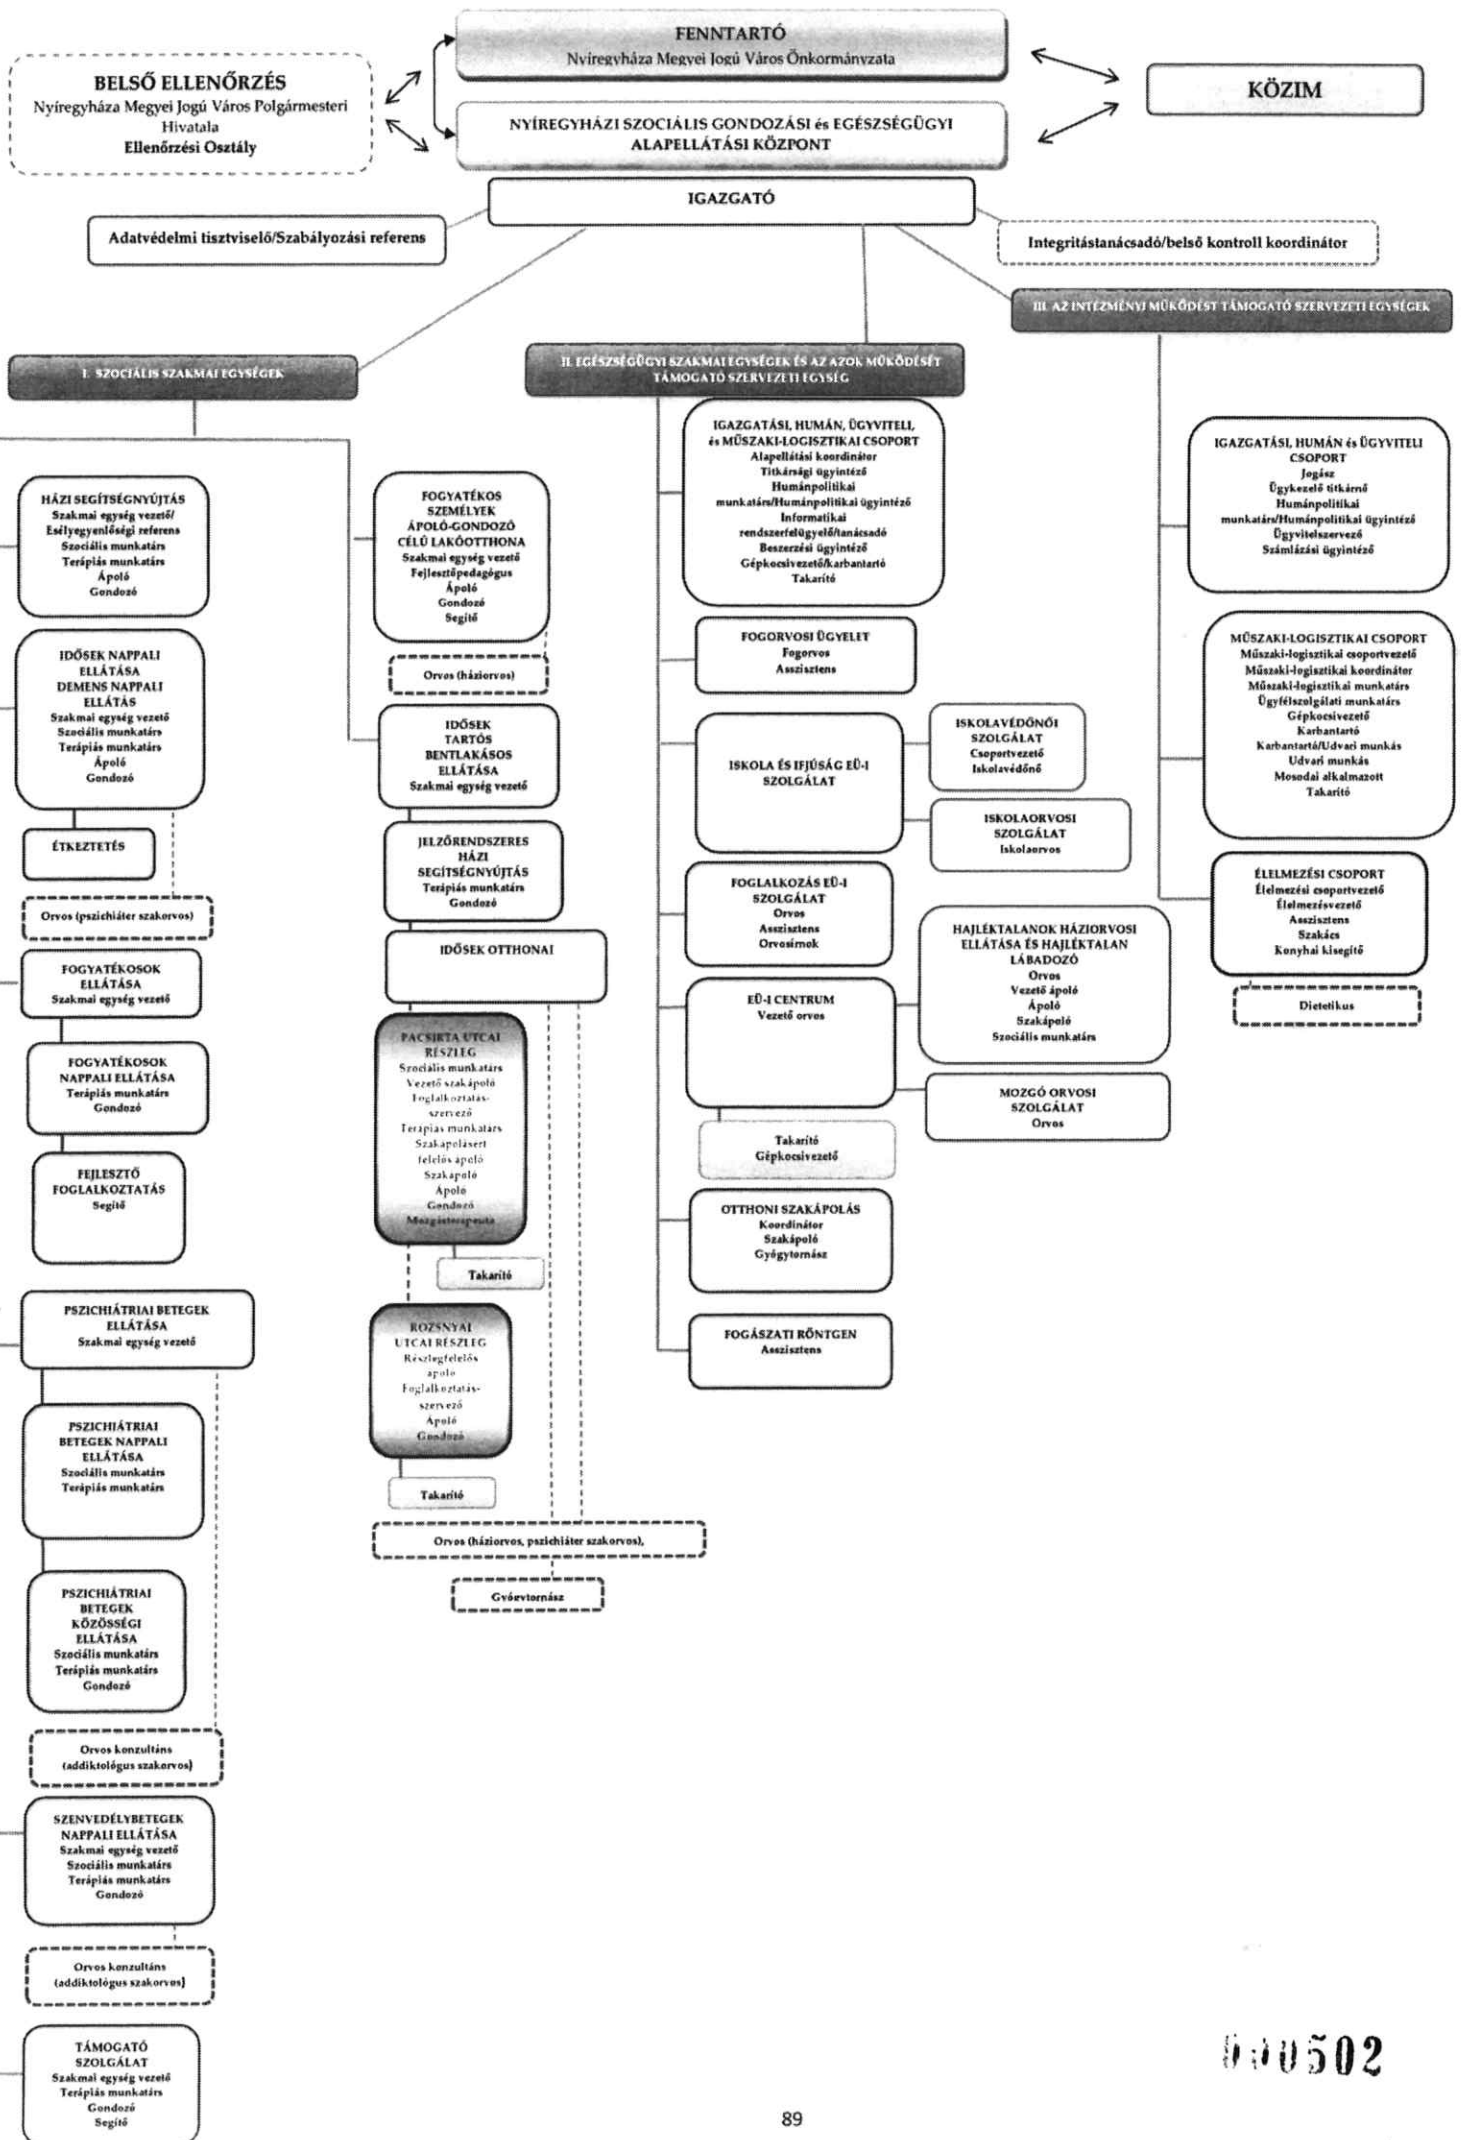 FENNTARTÓ
Nyíregyháza Megyei Jogú Város Önkormányzata
BELSŐ ELLENŐRZÉS
Nyíregyháza Megyei Jogú Város Polgármesteri
Hivatala
Ellenőrzési Osztály
KÖZIM
NYÍREGYHÁZI SZOCIÁLIS GONDOZÁSI és EGÉSZSÉGÜGYI
ALAPELLÁTÁSI KÖZPONT
IGAZGATÓ
Adatvédelmi tisztviselő/Szabályozási referens
Integritástanácsadó/belső kontroll koordinátor
III. AZ INTÉZMÉNYI MŰKÖDÉST TÁMOGATÓ SZERVEZETI EGYSÉGEK
I. SZOCIÁLIS SZAKMAI EGYSÉGEK
II. EGÉSZSÉGÜGYI SZAKMAI EGYSÉGEK ÉS AZ AZOK MŰKÖDÉSÉT
TÁMOGATÓ SZERVEZETI EGYSÉG
HÁZI SEGÍTSÉGNYÚJTÁS
Szakmai egység vezető/
Esélyegyenlőségi referens
Szociális munkatárs
Terápiás munkatárs
Ápoló
Gondozó
IDŐSEK NAPPALI
ELLÁTÁSA
DEMENS NAPPALI
ELLÁTÁS
Szakmai egység vezető
Szociális munkatárs
Terápiás munkatárs
Ápoló
Gondozó
ÉTKEZTETÉS
Orvos (pszichiáter szakorvos)
FOGYATÉKOSOK
ELLÁTÁSA
Szakmai egység vezető
FOGYATÉKOSOK
NAPPALI ELLÁTÁSA
Terápiás munkatárs
Gondozó
FEJLESZTŐ
FOGLALKOZTATÁS
Segítő
PSZICHIÁTRIAI BETEGEK
ELLÁTÁSA
Szakmai egység vezető
PSZICHIÁTRIAI
BETEGEK NAPPALI
ELLÁTÁSA
Szociális munkatárs
Terápiás munkatárs
PSZICHIÁTRIAI
BETEGEK
KÖZÖSSÉGI
ELLÁTÁSA
Szociális munkatárs
Terápiás munkatárs
Gondozó
Orvos konzultáns
(addiktológus szakorvos)
SZENVEDÉLYBETEGEK
NAPPALI ELLÁTÁSA
Szakmai egység vezető
Szociális munkatárs
Terápiás munkatárs
Gondozó
Orvos konzultáns
(addiktológus szakorvos)
TÁMOGATÓ
SZOLGÁLAT
Szakmai egység vezető
Terápiás munkatárs
Gondozó
Segítő
FOGYATÉKOS
SZEMÉLYEK
ÁPOLÓ-GONDOZÓ
CÉLÚ LAKÓOTTHONA
Szakmai egység vezető
Fejlesztőpedagógus
Ápoló
Gondozó
Segítő
Orvos (háziorvos)
IDŐSEK
TARTÓS
BENTLAKÁSOS
ELLÁTÁSA
Szakmai egység vezető
JELZŐRENDSZERES
HÁZI
SEGÍTSÉGNYÚJTÁS
Terápiás munkatárs
Gondozó
IDŐSEK OTTHONAI
PACSIRTA UTCAI
RÉSZLEG
Szociális munkatárs
Vezető szakápoló
Foglalkoztatás-
szervező
Terápiás munkatárs
Szakápolásért
felelős ápoló
Szakápoló
Ápoló
Gondozó
Mozgásterapeuta
Takarító
ROZSNYAI
UTCAI RÉSZLEG
Részlegfelelős
ápoló
Foglalkoztatás-
szervező
Ápoló
Gondozó
Takarító
Orvos (háziorvos, pszichiáter szakorvos),
Gyógytornász
IGAZGATÁSI, HUMÁN, ÜGYVITELI,
és MŰSZAKI-LOGISZTIKAI CSOPORT
Alapellátási koordinátor
Titkársági ügyintéző
Humánpolitikai
munkatárs/Humánpolitikai ügyintéző
Informatikai
rendszerfelügyelő/tanácsadó
Beszerzési ügyintéző
Gépkocsivezető/karbantartó
Takarító
FOGORVOSI ÜGYELET
Fogorvos
Asszisztens
ISKOLA ÉS IFJÚSÁG EÜ-I
SZOLGÁLAT
ISKOLAVÉDŐNŐI
SZOLGÁLAT
Csoportvezető
Iskolavédőnő
ISKOLAORVOSI
SZOLGÁLAT
Iskolaorvos
FOGLALKOZÁS EÜ-I
SZOLGÁLAT
Orvos
Asszisztens
Orvosírnok
EÜ-I CENTRUM
Vezető orvos
HAJLÉKTALANOK HÁZIORVOSI
ELLÁTÁSA ÉS HAJLÉKTALAN
LÁBADOZÓ
Orvos
Vezető ápoló
Ápoló
Szakápoló
Szociális munkatárs
MOZGÓ ORVOSI
SZOLGÁLAT
Orvos
Takarító
Gépkocsivezető
OTTHONI SZAKÁPOLÁS
Koordinátor
Szakápoló
Gyógytornász
FOGÁSZATI RÖNTGEN
Asszisztens
IGAZGATÁSI, HUMÁN és ÜGYVITELI
CSOPORT
Jogász
Ügykezelő titkárnő
Humánpolitikai
munkatárs/Humánpolitikai ügyintéző
Ügyvitelszervező
Számlázási ügyintéző
MŰSZAKI-LOGISZTIKAI CSOPORT
Műszaki-logisztikai csoportvezető
Műszaki-logisztikai koordinátor
Műszaki-logisztikai munkatárs
Ügyfélszolgálati munkatárs
Gépkocsivezető
Karbantartó
Karbantartó/Udvari munkás
Udvari munkás
Mosodai alkalmazott
Takarító
ÉLELMEZÉSI CSOPORT
Élelmezési csoportvezető
Élelmezésvezető
Asszisztens
Szakács
Konyhai kisegítő
Dietetikus
000502
89